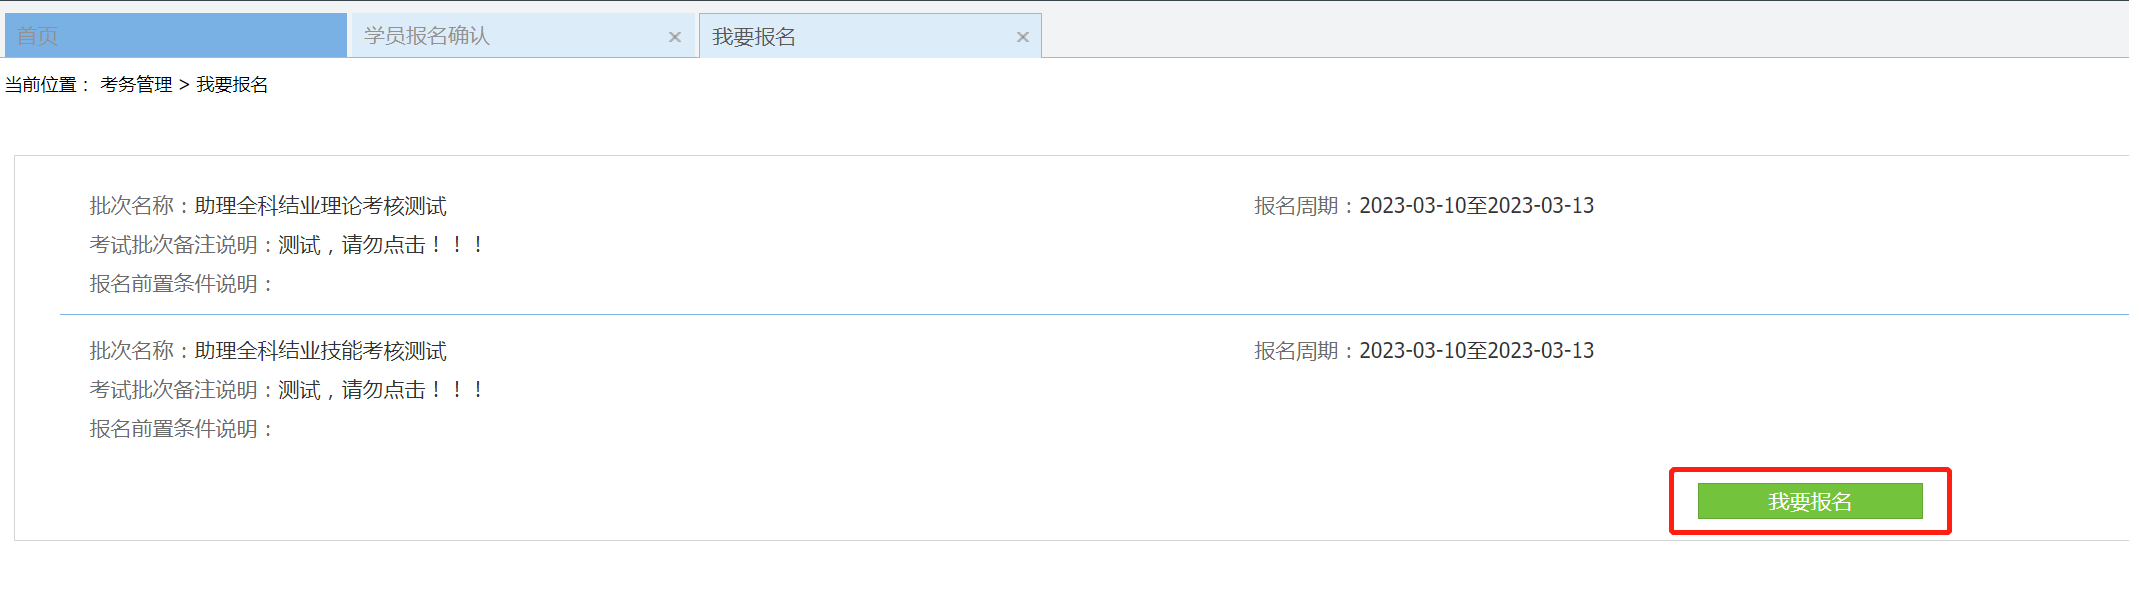 首页 学员报名确认 × 我要报名 ×
当前位置： 考务管理 > 我要报名
批次名称：助理全科结业理论考核测试 报名周期：2023-03-10至2023-03-13
考试批次备注说明：测试，请勿点击！！！
报名前置条件说明：
批次名称：助理全科结业技能考核测试 报名周期：2023-03-10至2023-03-13
考试批次备注说明：测试，请勿点击！！！
报名前置条件说明：
我要报名